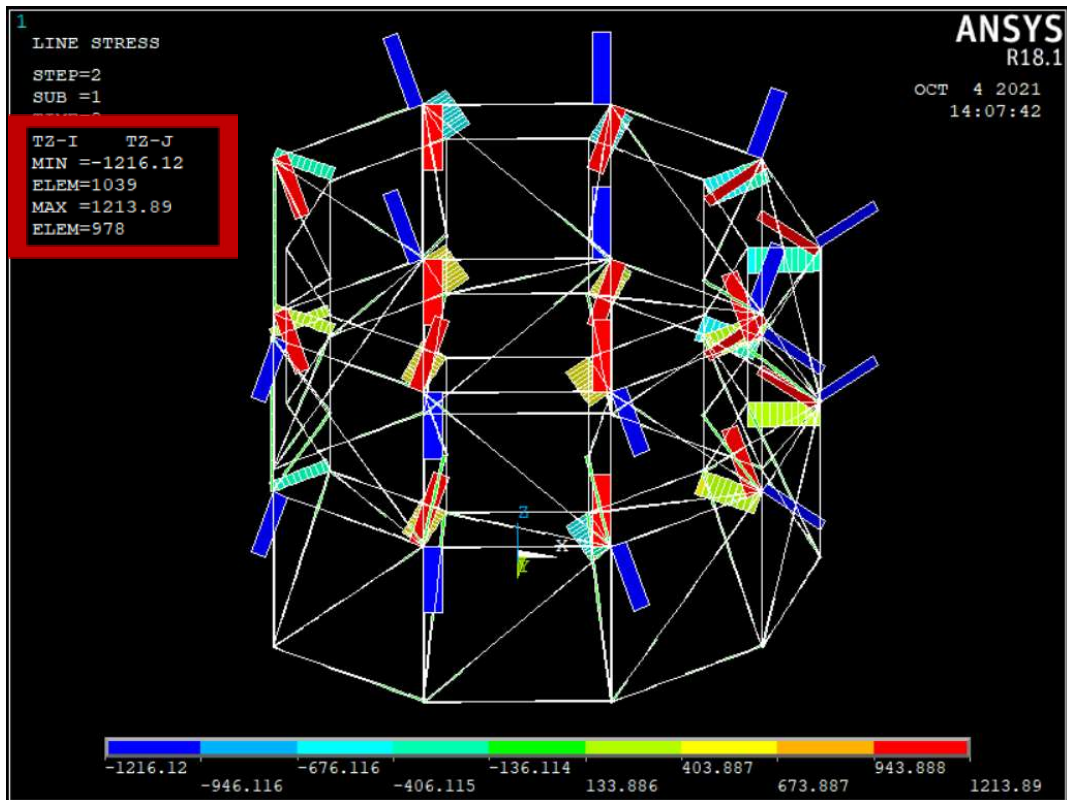 1
LINE STRESS
STEP=2
SUB =1
TZ-I TZ-J
MIN =-1216.12
ELEM=1039
MAX =1213.89
ELEM=978
ANSYS
R18.1
OCT 4 2021
14:07:42
Z
X
Y
-1216.12 -676.116 -136.114 403.887 943.888
-946.116 -406.115 133.886 673.887 1213.89